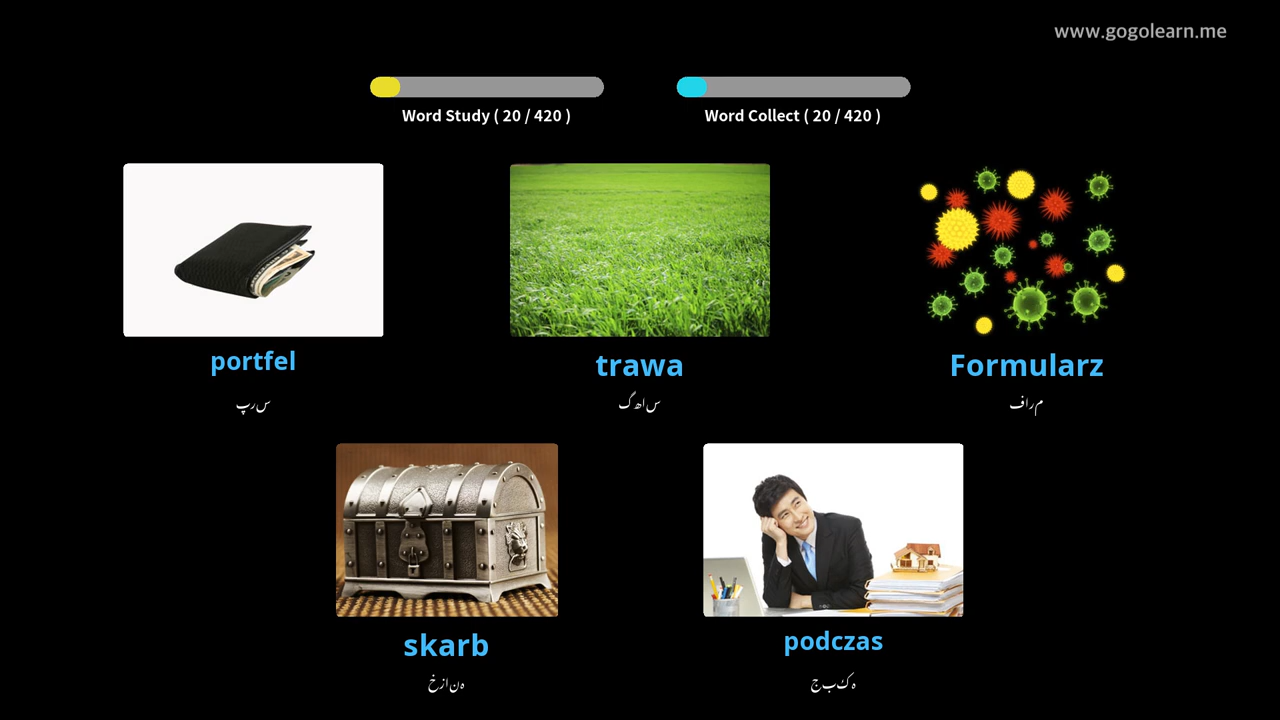 www.gogolearn.me
Word Study ( 20 / 420 )
Word Collect ( 20 / 420 )
portfel
trawa
Formularz
پرس
گھاس
فارم
skarb
podczas
خزانہ
جبکہ